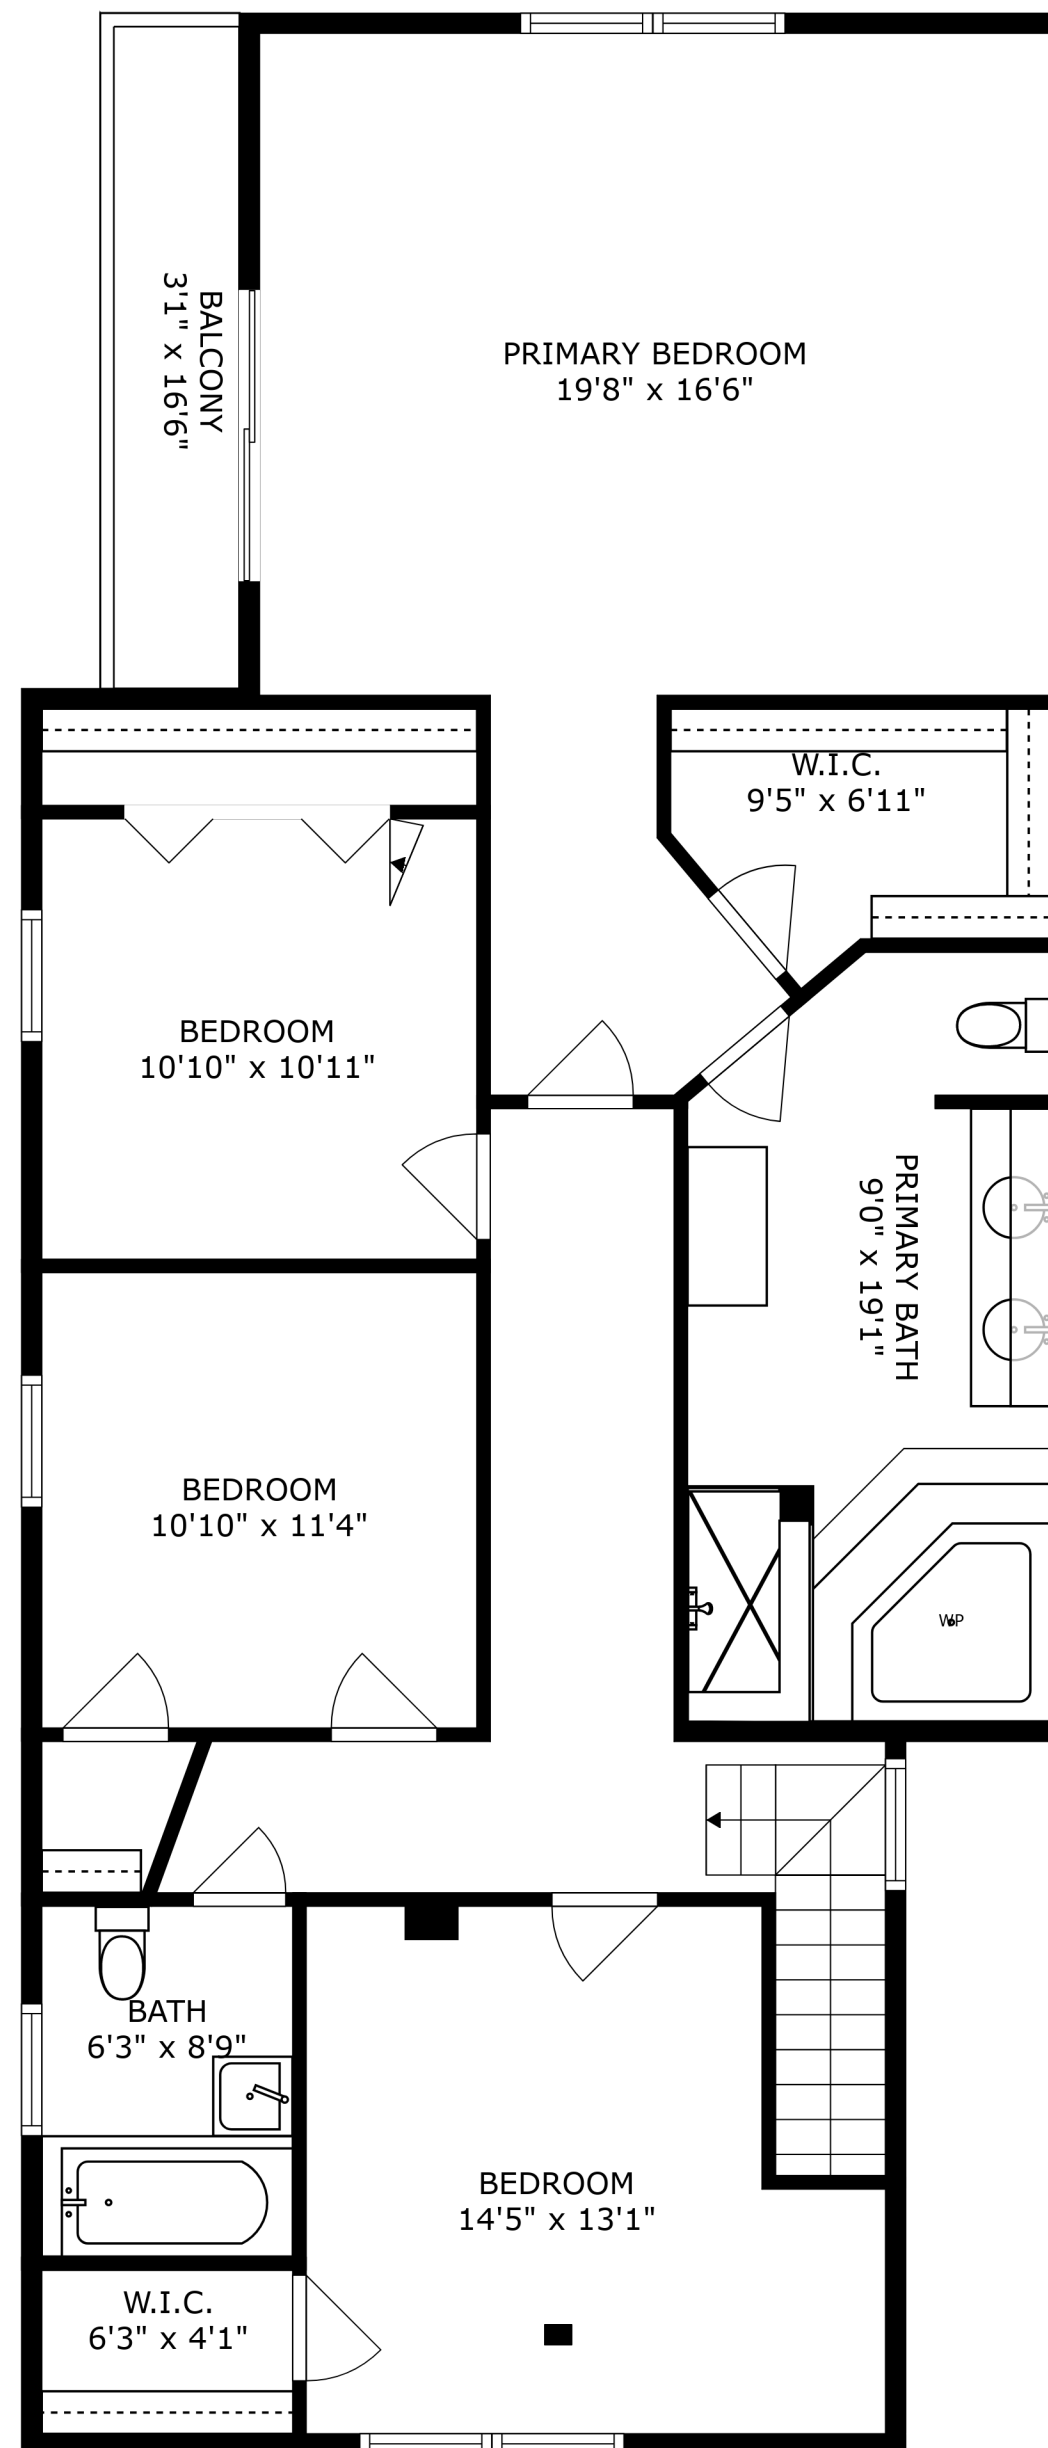 BALCONY
3'1" x 16'6"
PRIMARY BEDROOM
19'8" x 16'6"
W.I.C.
9'5" x 6'11"
BEDROOM
10'10" x 10'11"
PRIMARY BATH
9'0" x 19'1"
BEDROOM
10'10" x 11'4"
WP
BATH
6'3" x 8'9"
BEDROOM
14'5" x 13'1"
W.I.C.
6'3" x 4'1"